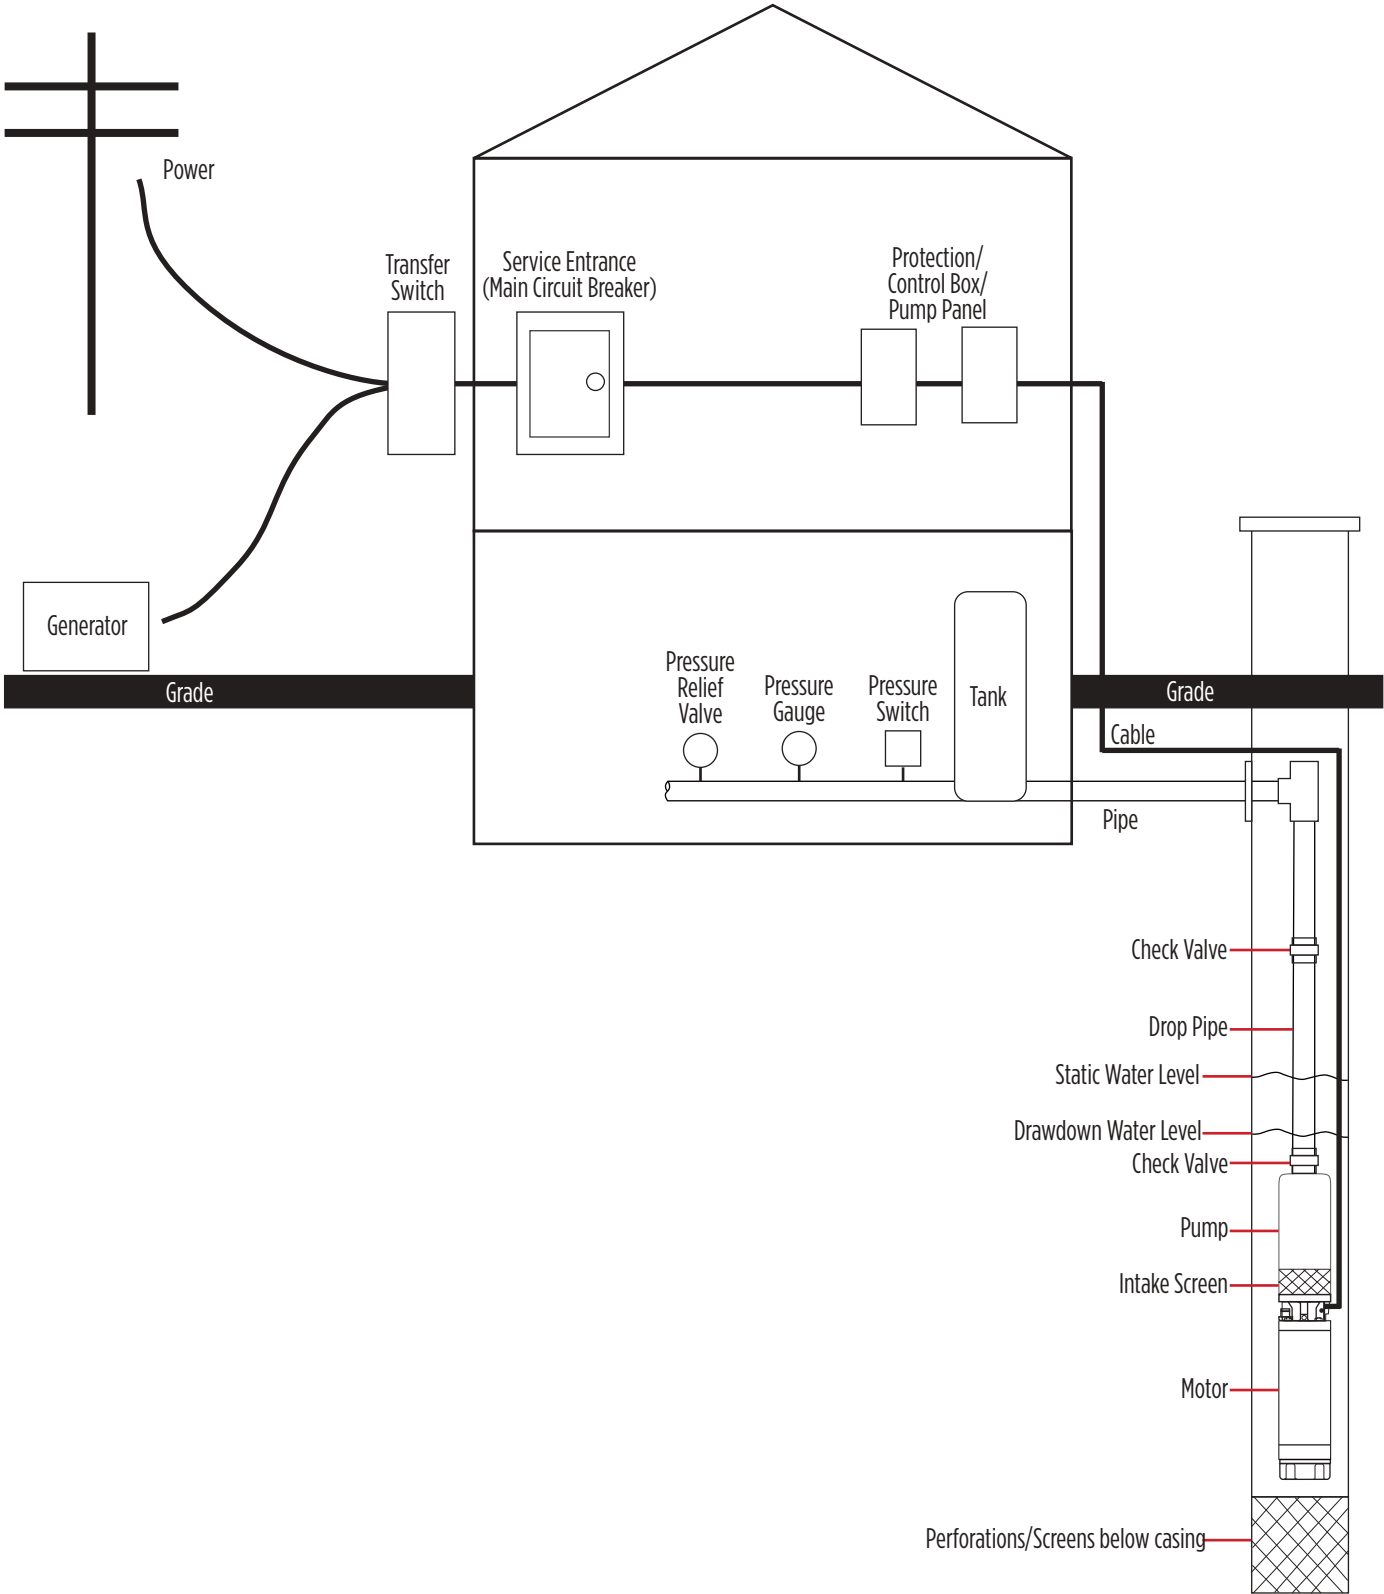 Power
Transfer
Switch
Service Entrance
(Main Circuit Breaker)
Protection/
Control Box/
Pump Panel
Generator
Grade
Pressure
Relief
Valve
Pressure
Gauge
Pressure
Switch
Tank
Grade
Cable
Pipe
Check Valve
Drop Pipe
Static Water Level
Drawdown Water Level
Check Valve
Pump
Intake Screen
Motor
Perforations/Screens below casing